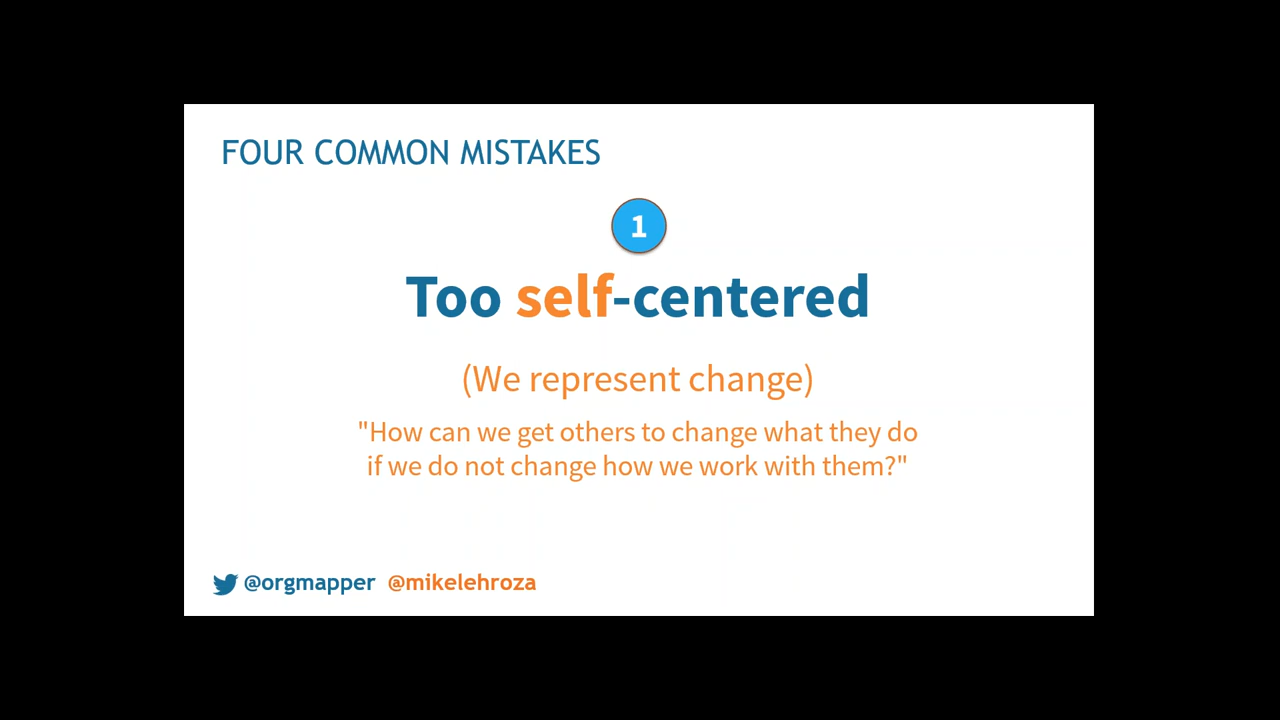 FOUR COMMON MISTAKES
1
Too self-centered
(We represent change)
"How can we get others to change what they do
if we do not change how we work with them?"
@orgmapper @mikelehroza